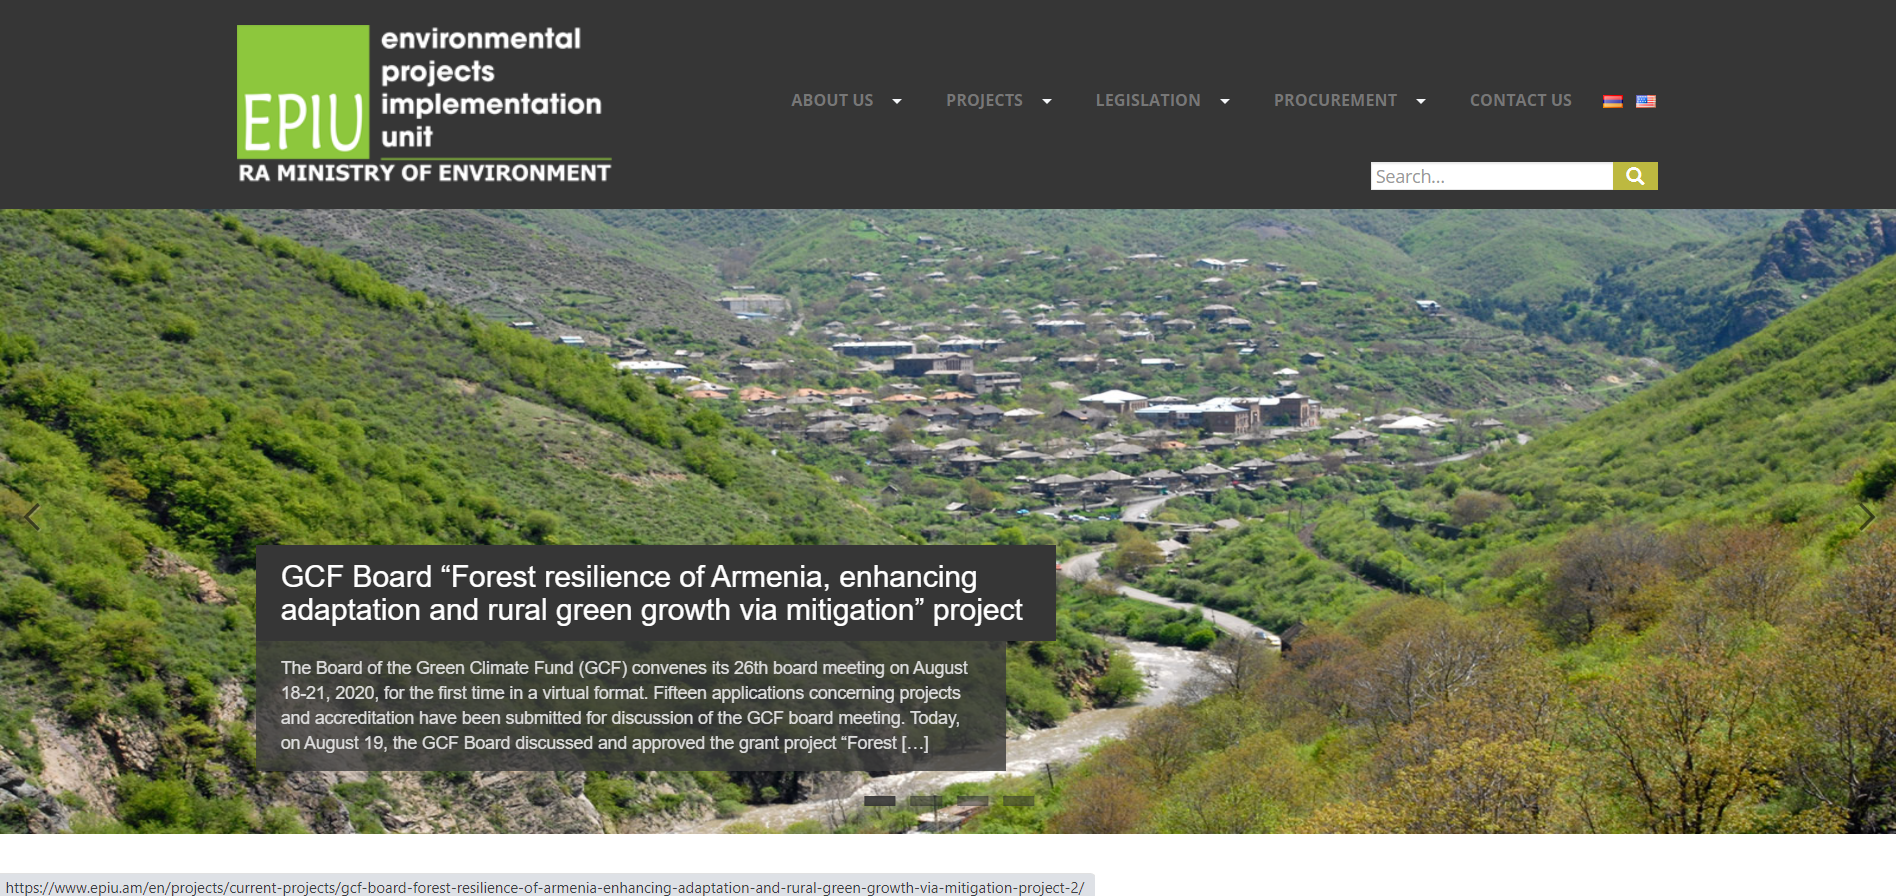 environmental
projects
implementation
unit
EPIU
RA MINISTRY OF ENVIRONMENT
ABOUT US
PROJECTS
LEGISLATION
PROCUREMENT
CONTACT US
Search...
GCF Board “Forest resilience of Armenia, enhancing
adaptation and rural green growth via mitigation” project
The Board of the Green Climate Fund (GCF) convenes its 26th board meeting on August
18-21, 2020, for the first time in a virtual format. Fifteen applications concerning projects
and accreditation have been submitted for discussion of the GCF board meeting. Today,
on August 19, the GCF Board discussed and approved the grant project “Forest […]
https://www.epiu.am/en/projects/current-projects/gcf-board-forest-resilience-of-armenia-enhancing-adaptation-and-rural-green-growth-via-mitigation-project-2/